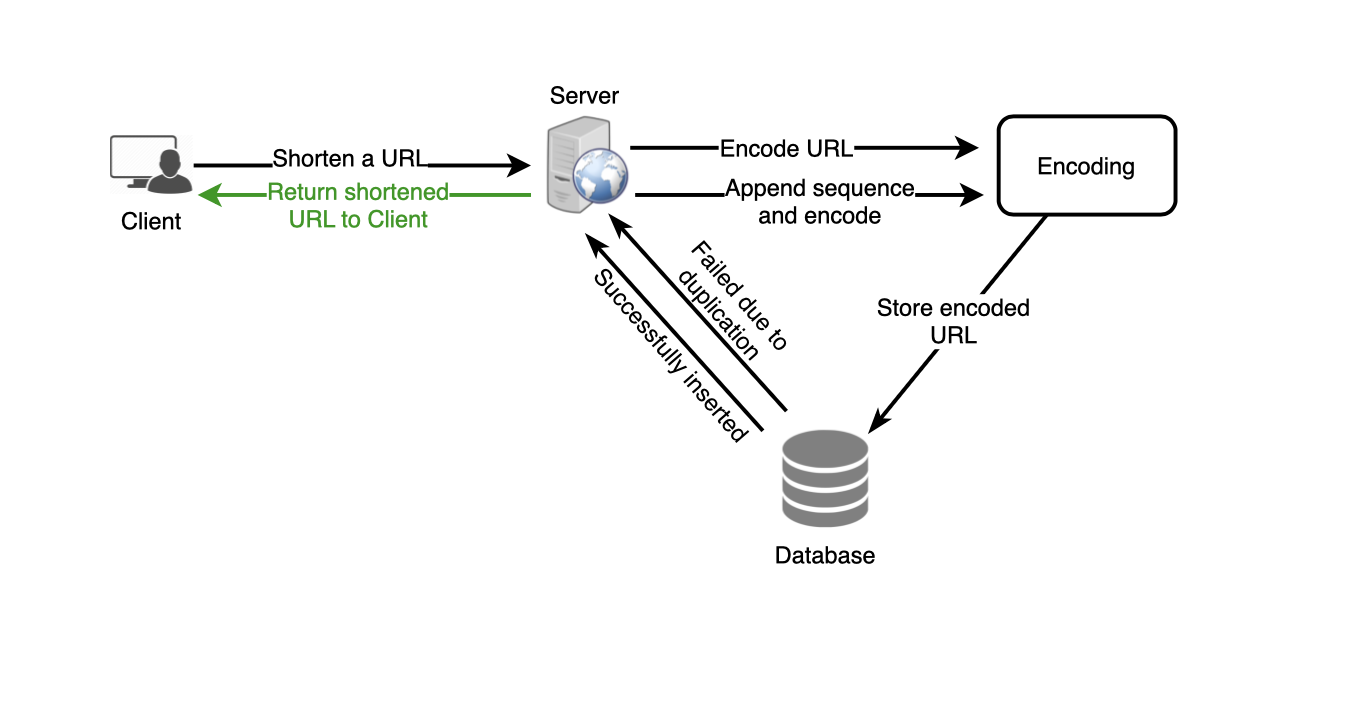 Server
Shorten a URL
Encode URL
Encoding
Return shortened
URL to Client
Append sequence
and encode
Client
Failed due to
duplication
Successfully inserted
Store encoded
URL
Database